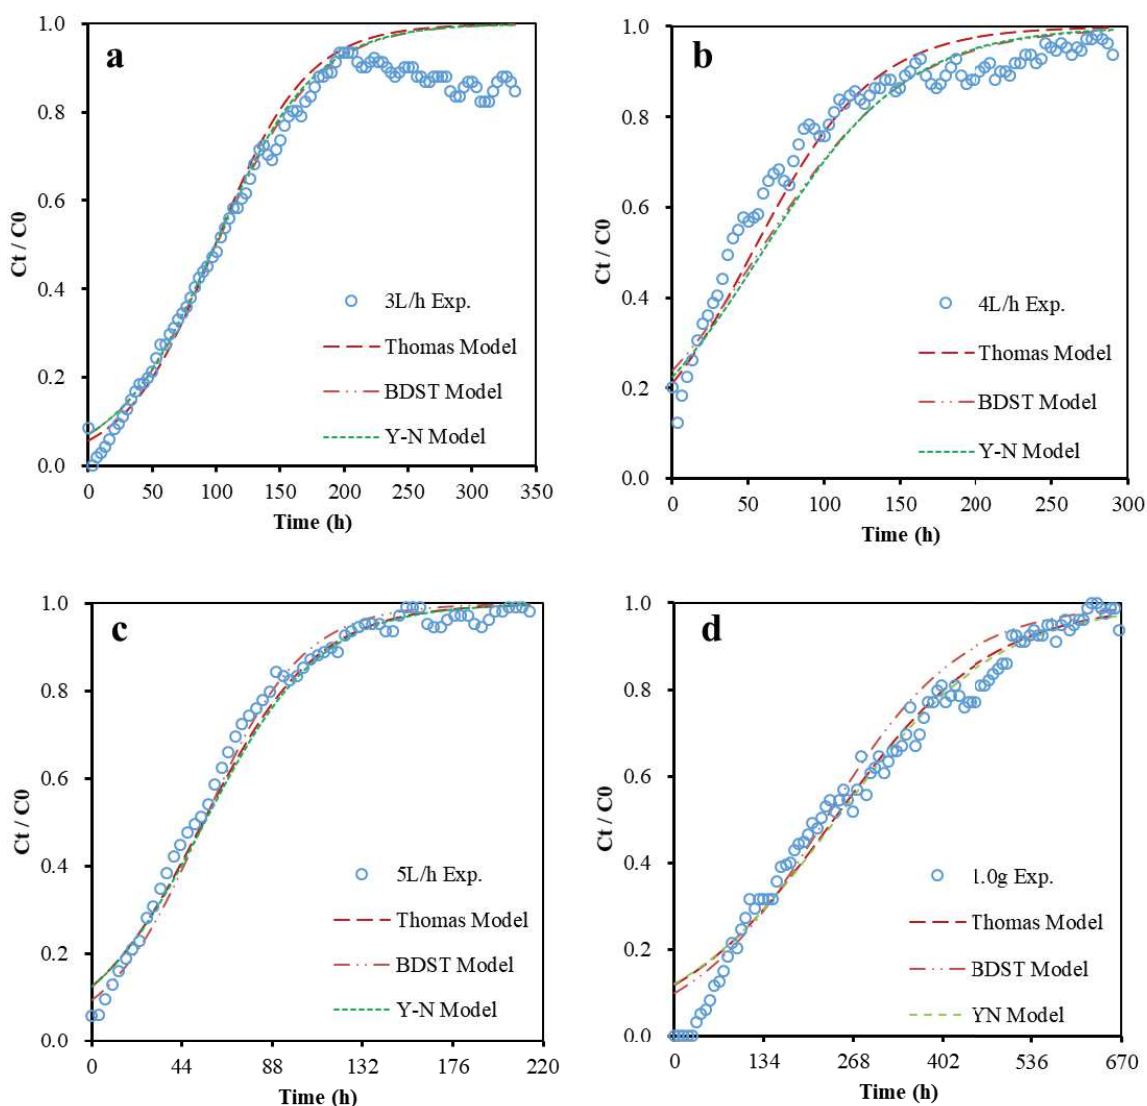 a
Ct / C0
1.0
0.8
0.6
0.4
0.2
0.0
3L/h Exp.
Thomas Model
BDST Model
Y-N Model
0 50 100 150 200 250 300 350
Time (h)
b
Ct / C0
1.0
0.8
0.6
0.4
0.2
0.0
4L/h Exp.
Thomas Model
BDST Model
Y-N Model
0 50 100 150 200 250 300
Time (h)
c
Ct / C0
1.0
0.8
0.6
0.4
0.2
0.0
5L/h Exp.
Thomas Model
BDST Model
Y-N Model
0 44 88 132 176 220
Time (h)
d
Ct / C0
1.0
0.8
0.6
0.4
0.2
0.0
1.0g Exp.
Thomas Model
BDST Model
YN Model
0 134 268 402 536 670
Time (h)